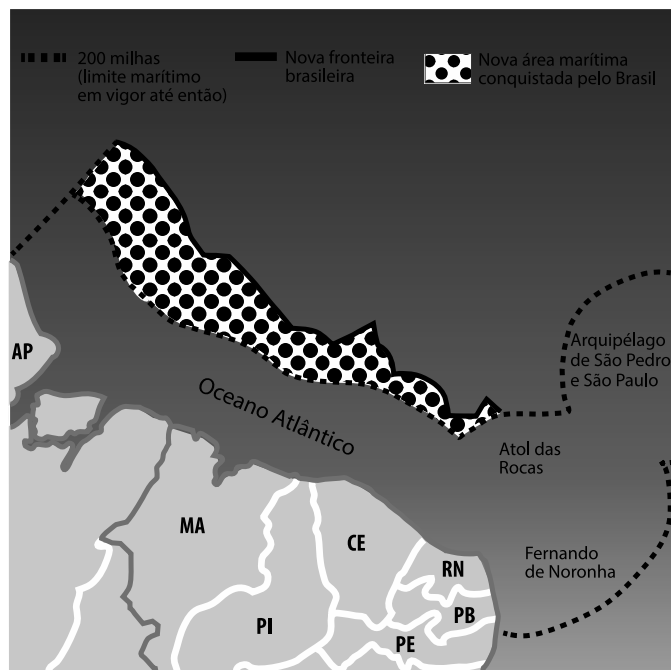 200 milhas
(limite marítimo
em vigor até então)
Nova fronteira
brasileira
Nova área marítima
conquistada pelo Brasil
AP
Arquipélago
de São Pedro
e São Paulo
Oceano Atlântico
Atol das
Rocas
MA
CE
Fernando
de Noronha
RN
PI
PB
PE